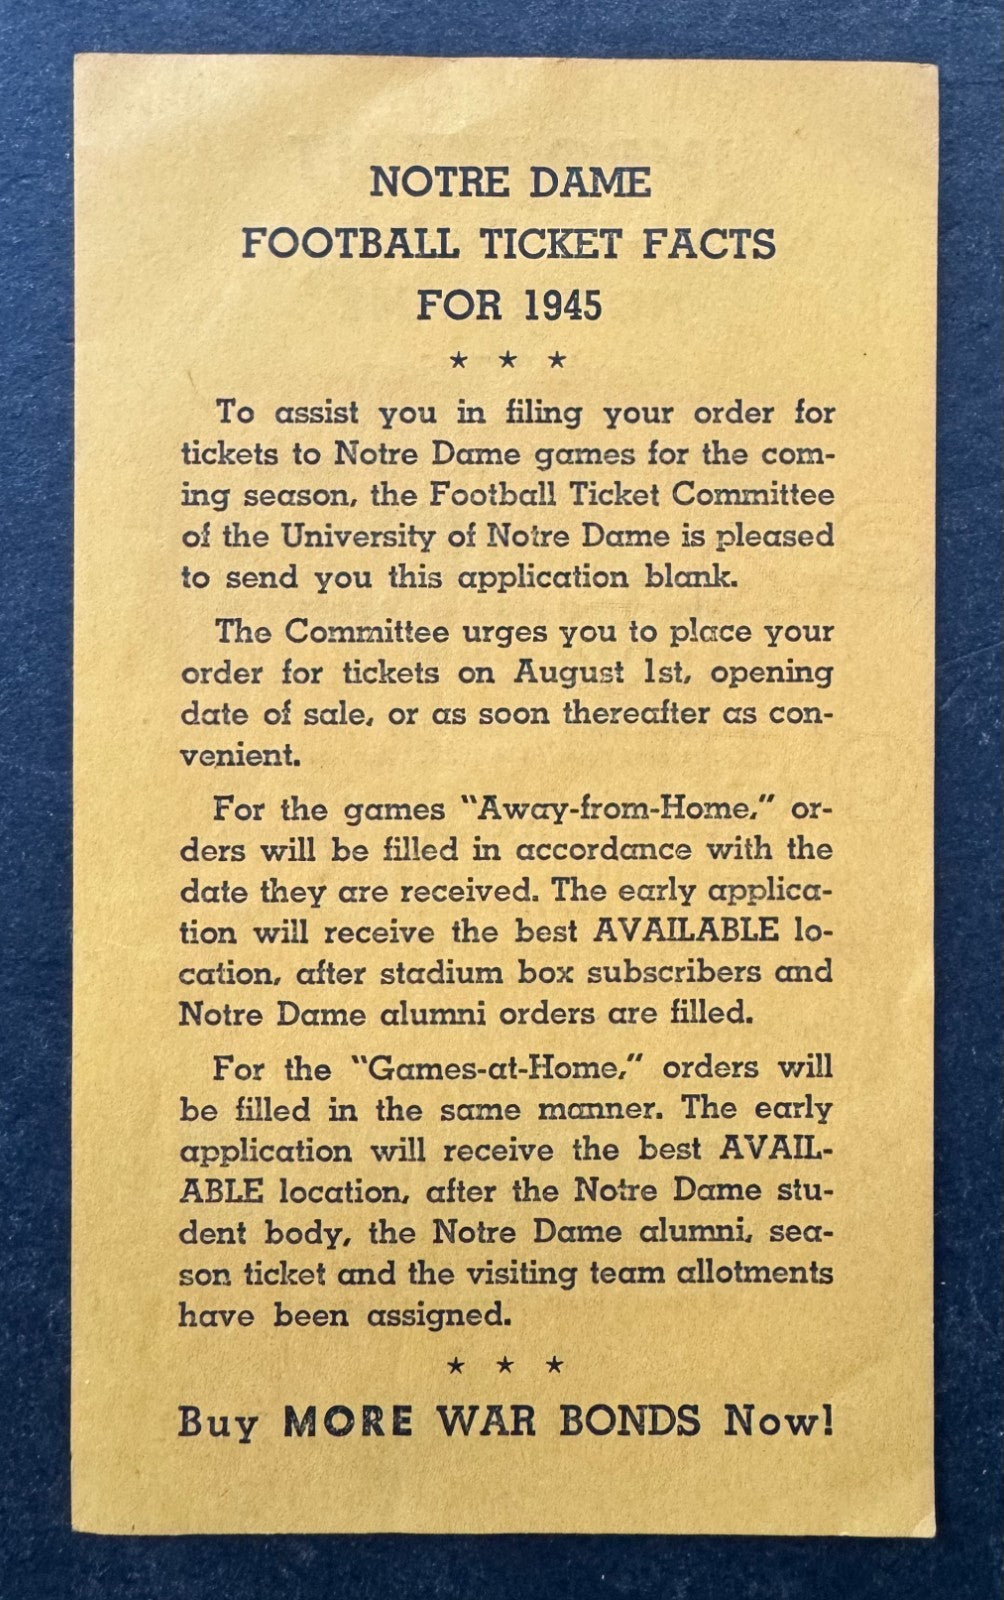 NOTRE DAME
FOOTBALL TICKET FACTS
FOR 1945
★ ★ ★
To assist you in filing your order for
tickets to Notre Dame games for the com-
ing season, the Football Ticket Committee
of the University of Notre Dame is pleased
to send you this application blank.
The Committee urges you to place your
order for tickets on August 1st, opening
date of sale, or as soon thereafter as con-
venient.
For the games "Away-from-Home," or-
ders will be filled in accordance with the
date they are received. The early applica-
tion will receive the best AVAILABLE lo-
cation, after stadium box subscribers and
Notre Dame alumni orders are filled.
For the "Games-at-Home," orders will
be filled in the same manner. The early
application will receive the best AVAIL-
ABLE location, after the Notre Dame stu-
dent body, the Notre Dame alumni, sea-
son ticket and the visiting team allotments
have been assigned.
★ ★ ★
Buy MORE WAR BONDS Now!